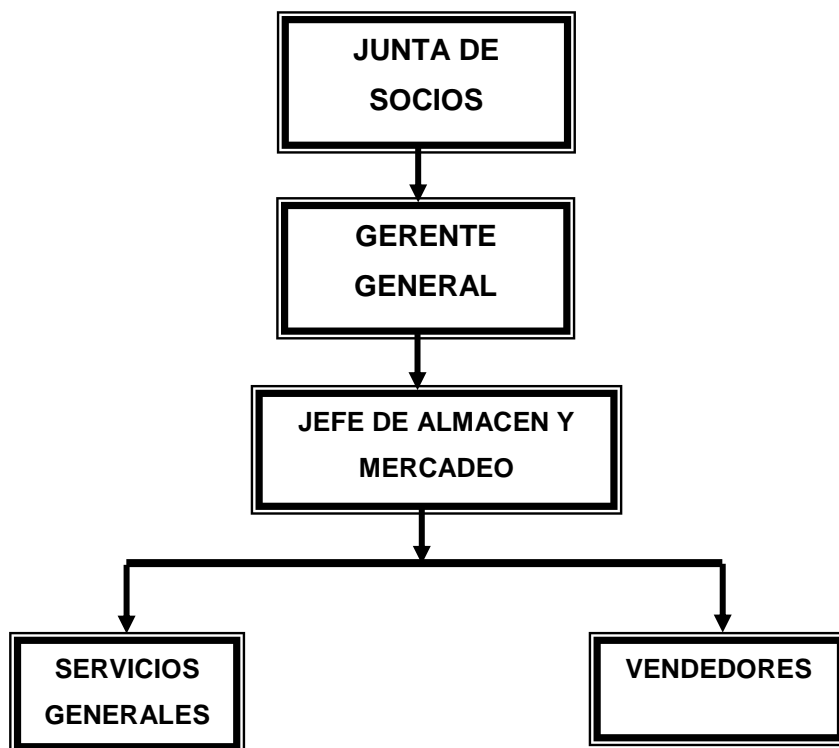 JUNTA DE
SOCIOS
GERENTE
GENERAL
JEFE DE ALMACEN Y
MERCADEO
SERVICIOS
GENERALES
VENDEDORES